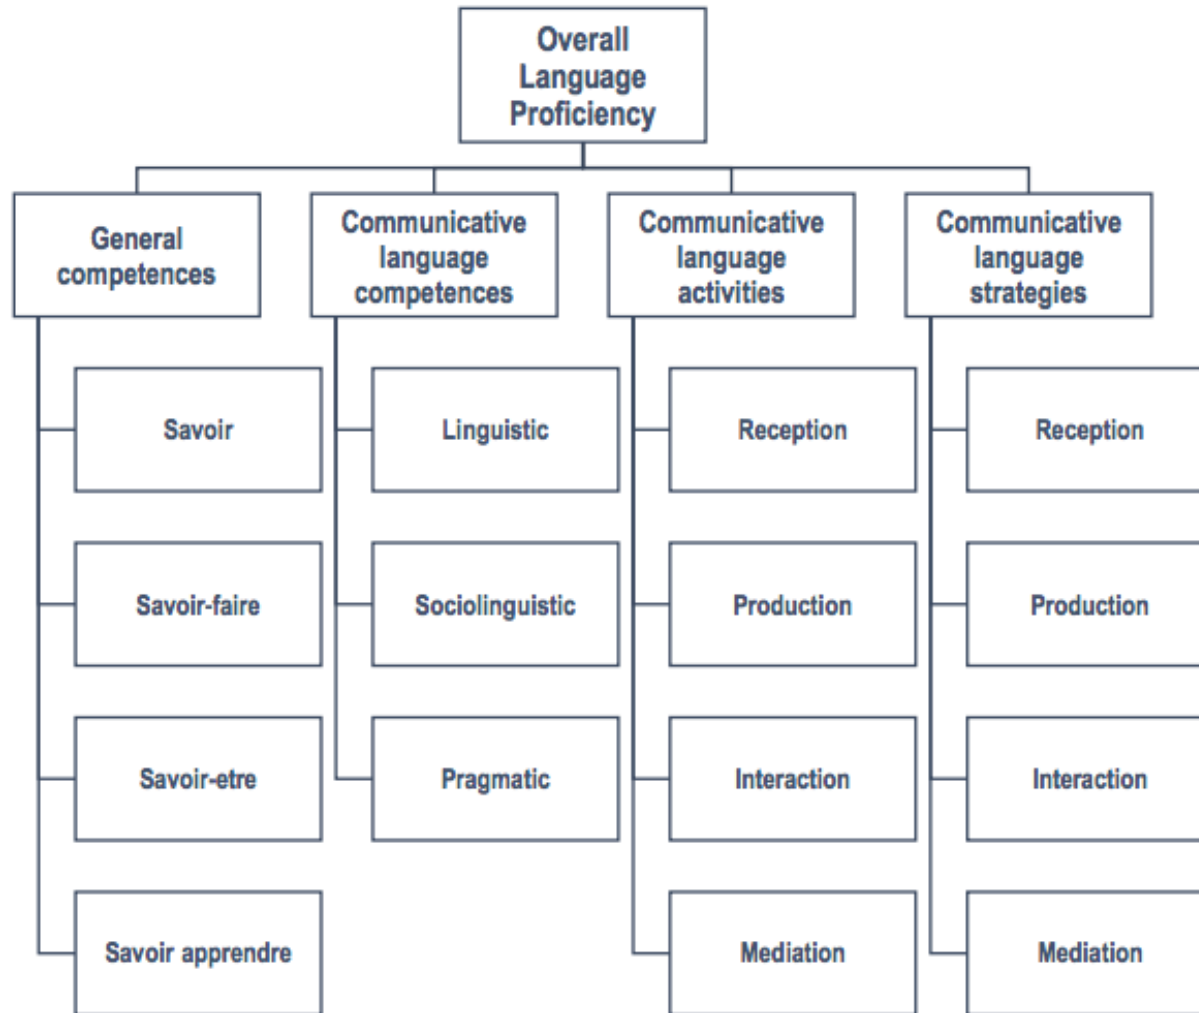 Overall
Language
Proficiency
General
competences
Communicative
language
competences
Communicative
language
activities
Communicative
language
strategies
Savoir
Linguistic
Reception
Reception
Savoir-faire
Sociolinguistic
Production
Production
Savoir-etre
Pragmatic
Interaction
Interaction
Savoir apprendre
Mediation
Mediation